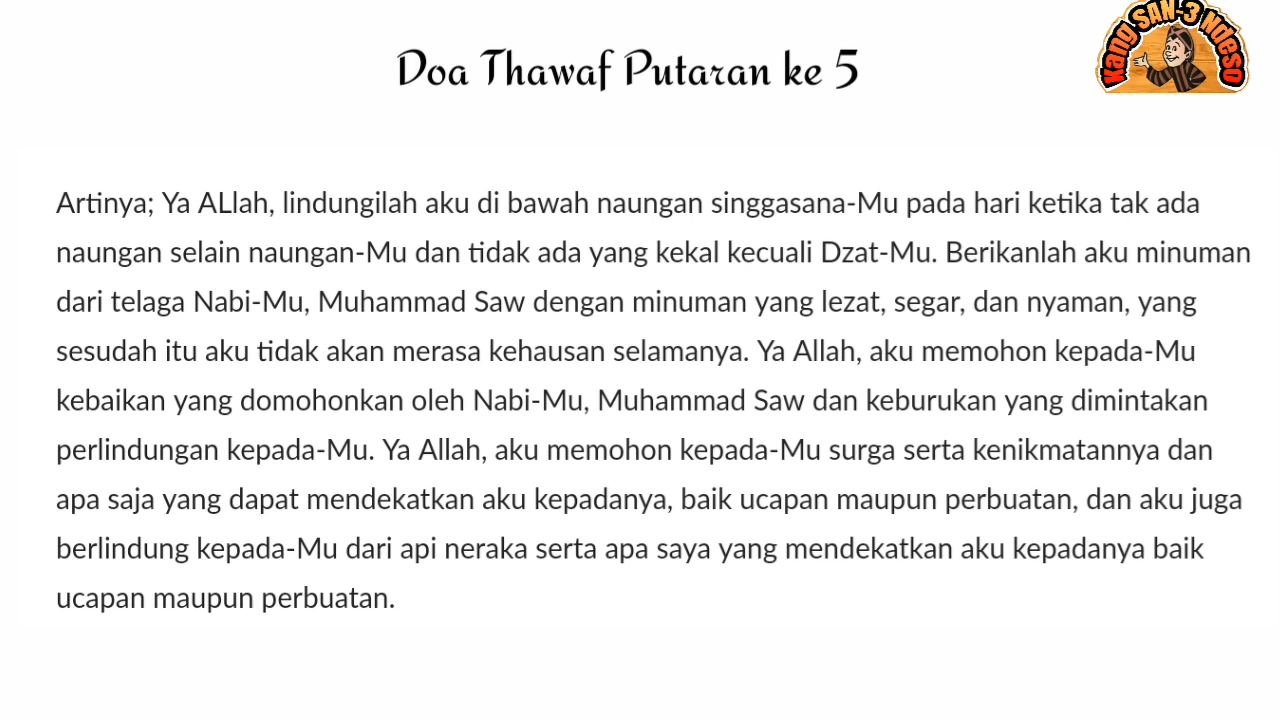 Kang SAN-3 Ndeso
Doa Thawaf Putaran ke 5
Artinya; Ya ALlah, lindungilah aku di bawah naungan singgasana-Mu pada hari ketika tak ada
naungan selain naungan-Mu dan tidak ada yang kekal kecuali Dzat-Mu. Berikanlah aku minuman
dari telaga Nabi-Mu, Muhammad Saw dengan minuman yang lezat, segar, dan nyaman, yang
sesudah itu aku tidak akan merasa kehausan selamanya. Ya Allah, aku memohon kepada-Mu
kebaikan yang domohonkan oleh Nabi-Mu, Muhammad Saw dan keburukan yang dimintakan
perlindungan kepada-Mu. Ya Allah, aku memohon kepada-Mu surga serta kenikmatannya dan
apa saja yang dapat mendekatkan aku kepadanya, baik ucapan maupun perbuatan, dan aku juga
berlindung kepada-Mu dari api neraka serta apa saya yang mendekatkan aku kepadanya baik
ucapan maupun perbuatan.